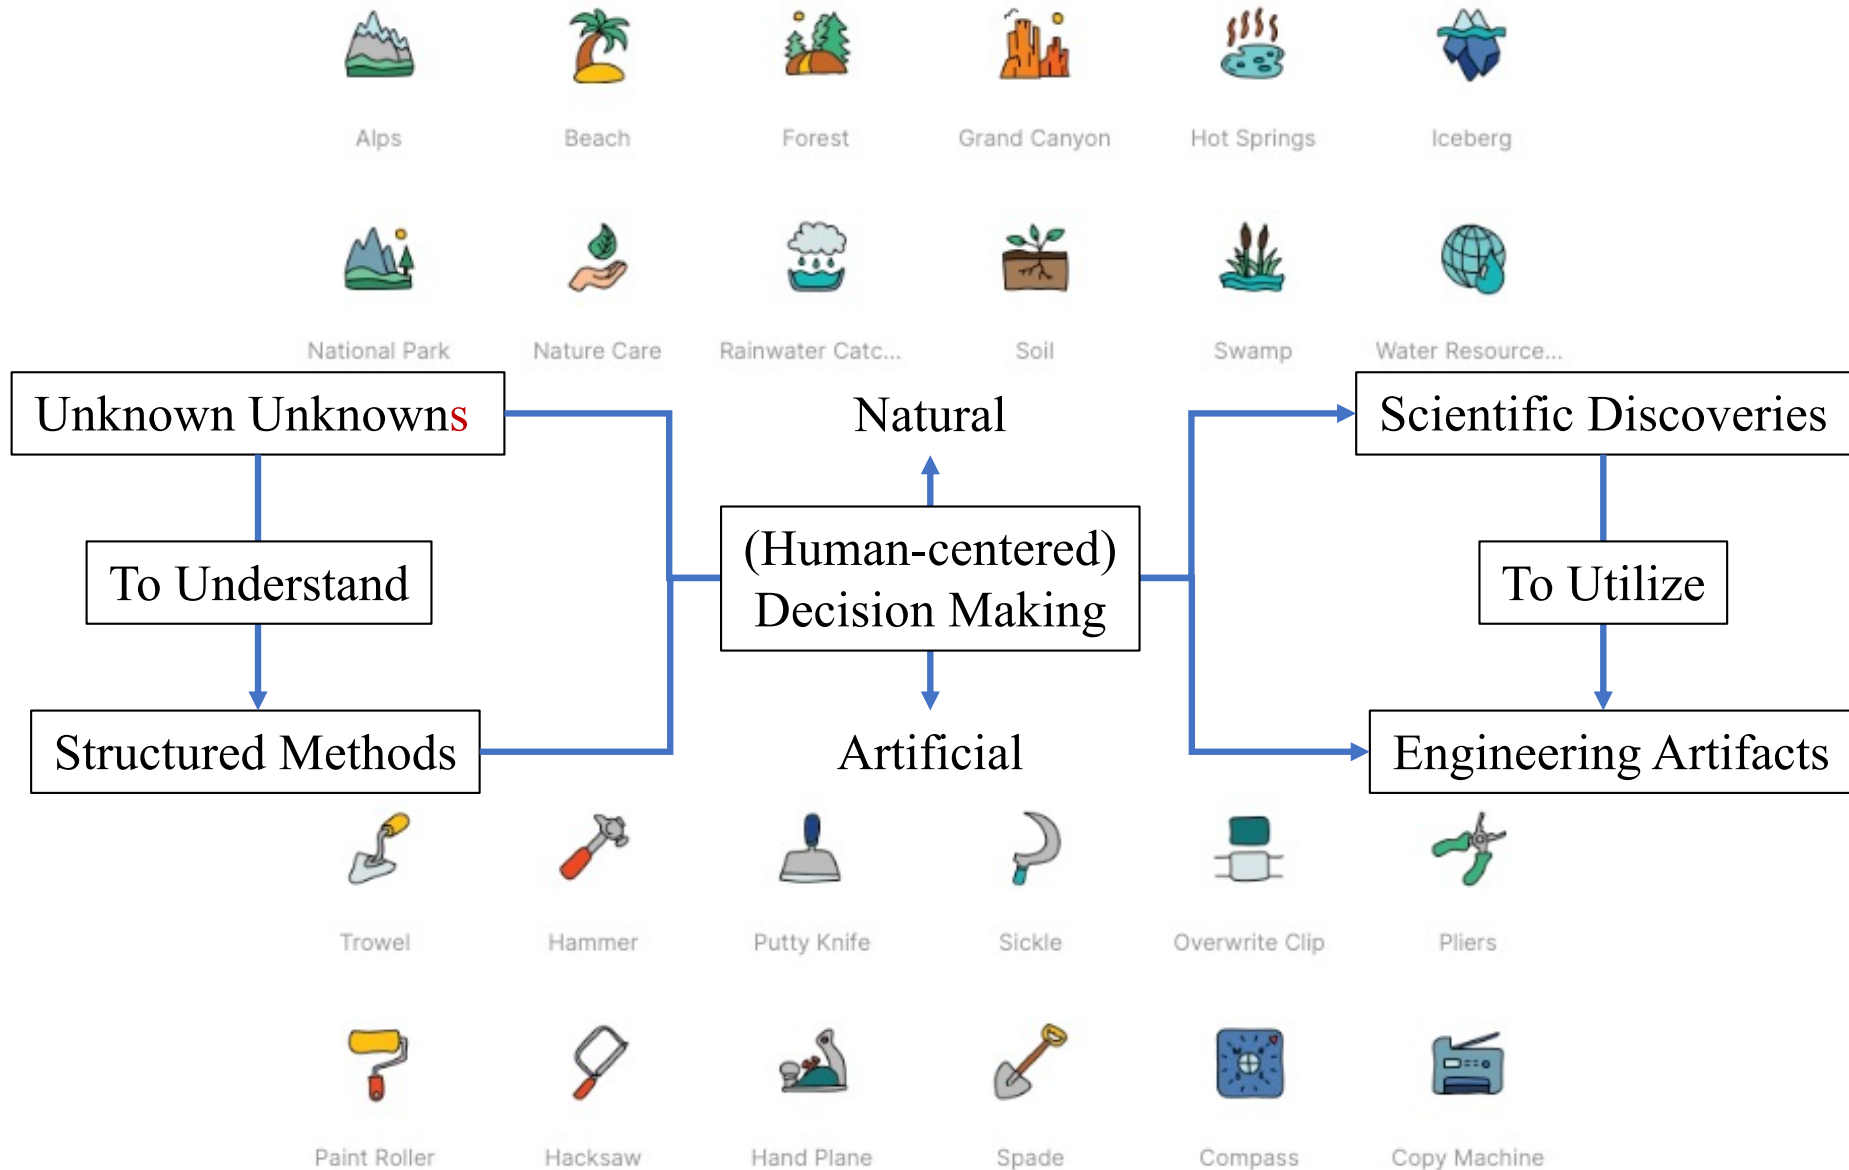 Alps
Beach
Forest
Grand Canyon
Hot Springs
Iceberg
National Park
Nature Care
Rainwater Catc...
Soil
Swamp
Water Resource...
Unknown Unknowns
Natural
Scientific Discoveries
To Understand
(Human-centered)
Decision Making
To Utilize
Structured Methods
Artificial
Engineering Artifacts
Trowel
Hammer
Putty Knife
Sickle
Overwrite Clip
Pliers
Paint Roller
Hacksaw
Hand Plane
Spade
Compass
Copy Machine